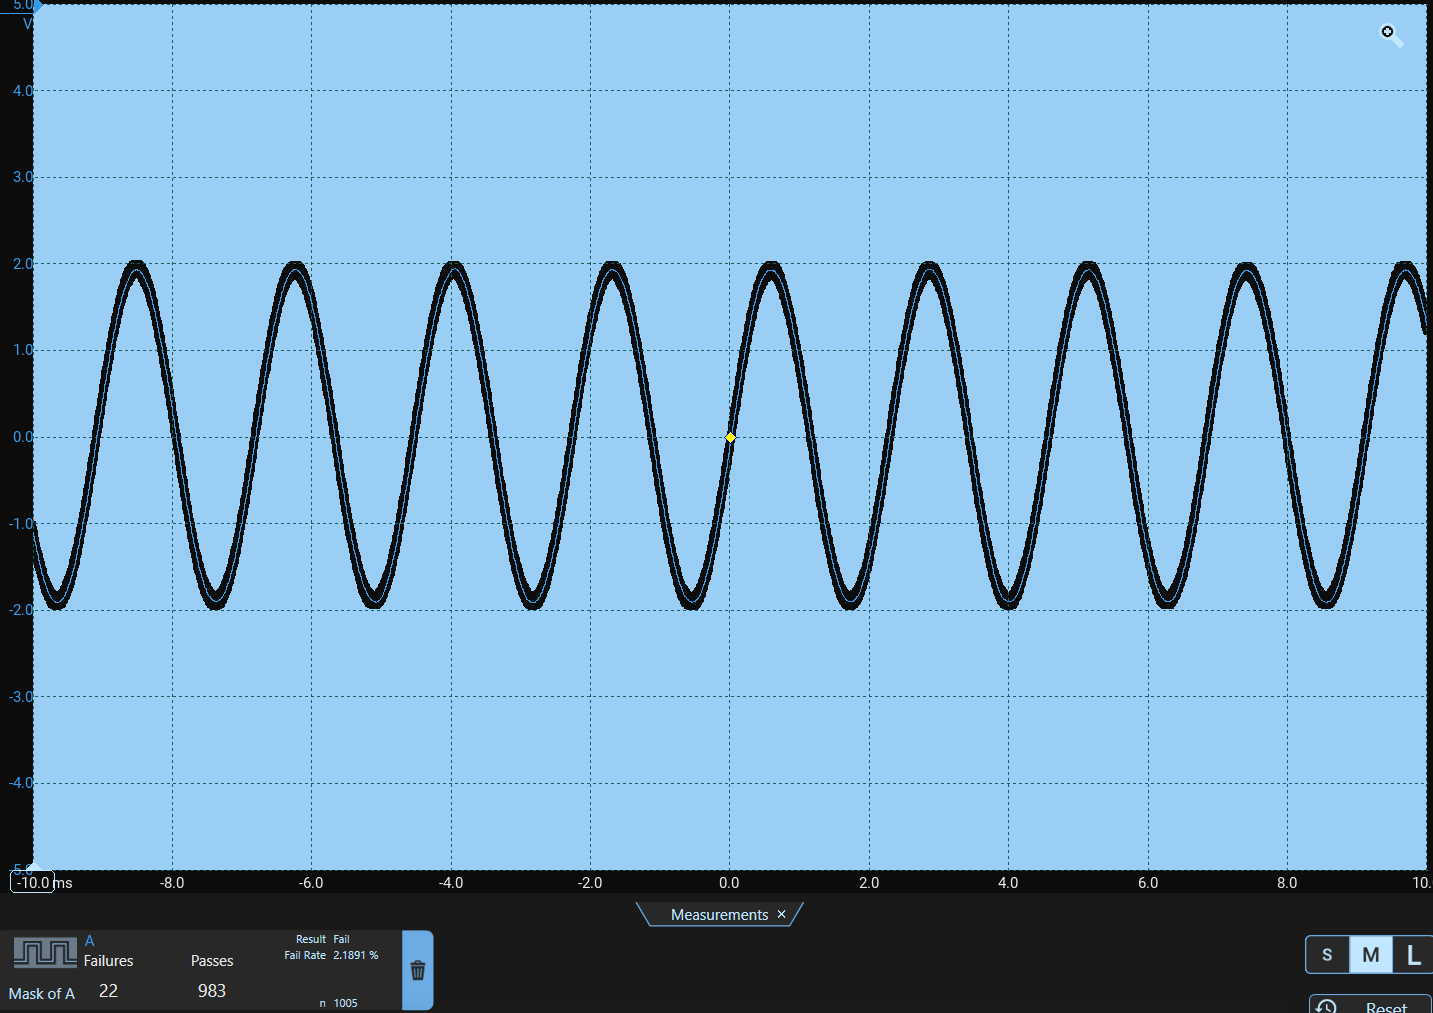 5.0
V
4.0
3.0
2.0
1.0
0.0
-1.0
-2.0
-3.0
-4.0
-5.0
-10.0 ms -8.0 -6.0 -4.0 -2.0 0.0 2.0 4.0 6.0 8.0 10.
Measurements ×
A Result Fail
Failures Passes Fail Rate 2.1891 %
Mask of A 22 983
n 1005
S M L
Reset